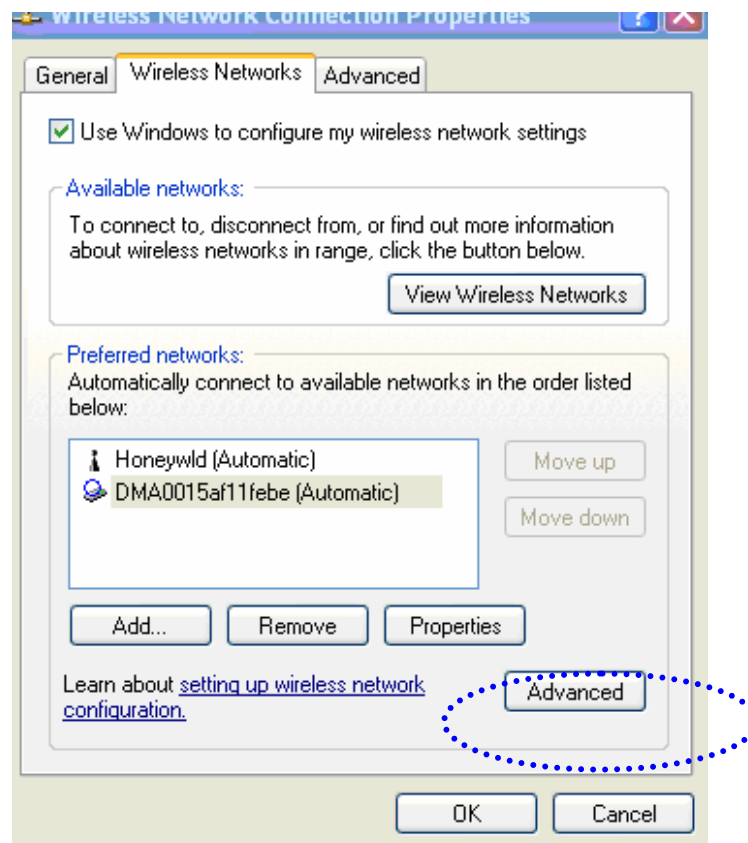 Wireless Network Connection Properties
General Wireless Networks Advanced
Use Windows to configure my wireless network settings
Available networks:
To connect to, disconnect from, or find out more information
about wireless networks in range, click the button below.
View Wireless Networks
Preferred networks:
Automatically connect to available networks in the order listed
below:
Honeywld (Automatic)
DMA0015af11febe (Automatic)
Move up
Move down
Add... Remove Properties
Learn about setting up wireless network
configuration.
Advanced
OK Cancel